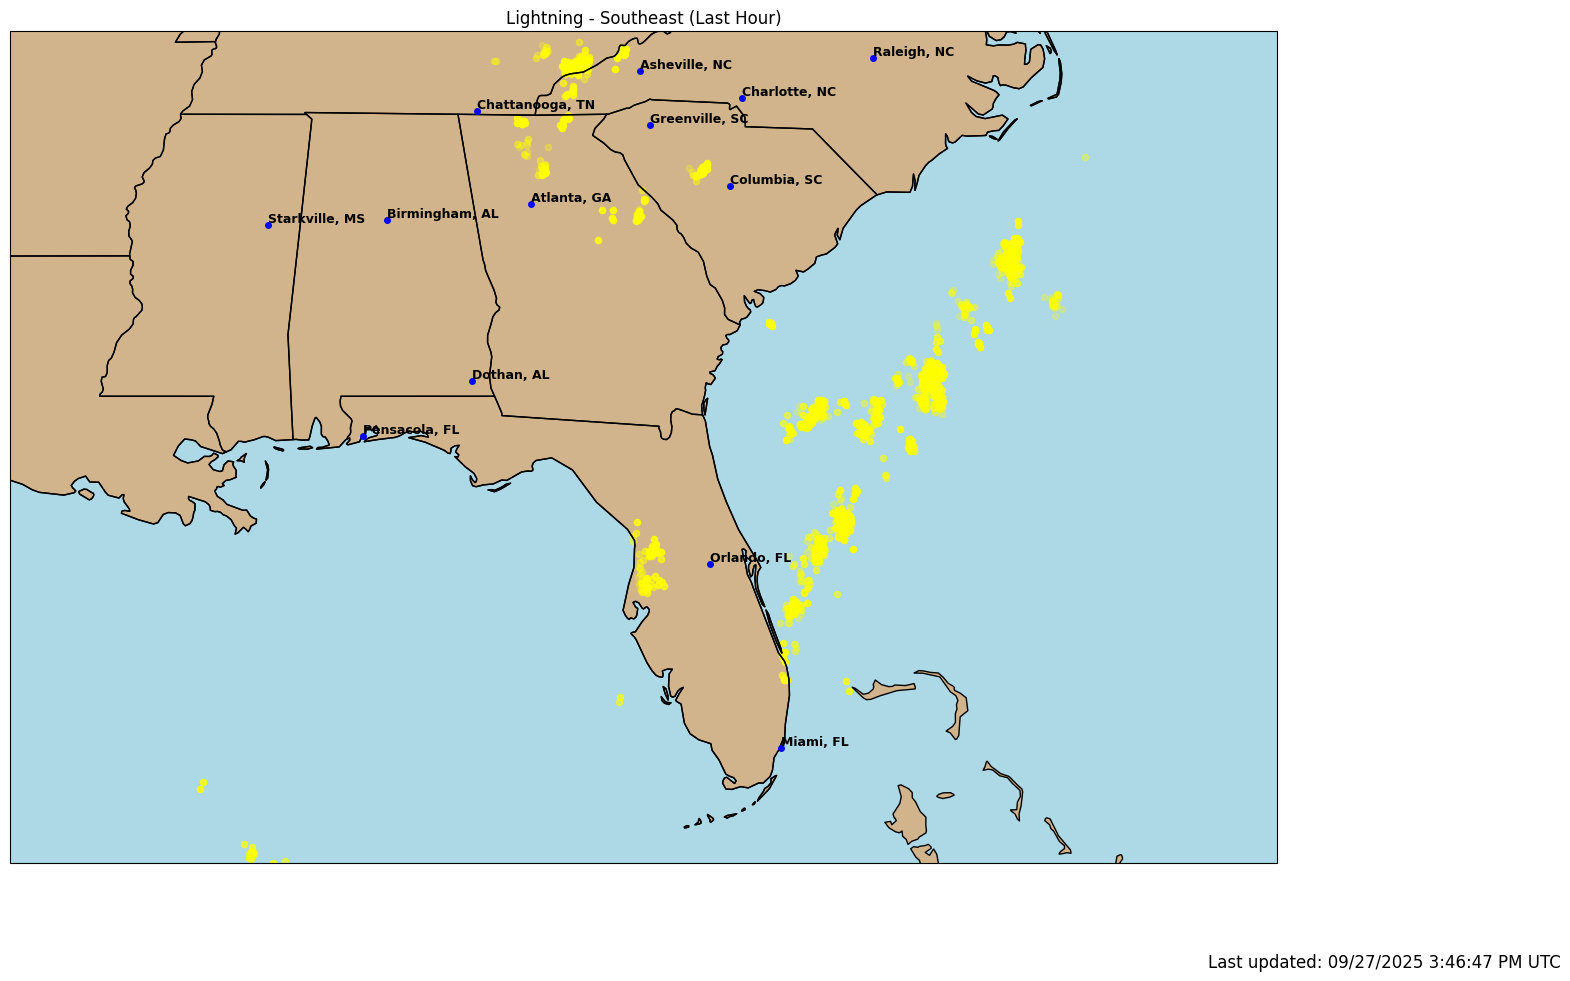 Lightning - Southeast (Last Hour)
Raleigh, NC
Asheville, NC
Charlotte, NC
Chattanooga, TN
Greenville, SC
Columbia, SC
Atlanta, GA
Birmingham, AL
Starkville, MS
Dothan, AL
Pensacola, FL
Orlando, FL
Miami, FL
Last updated: 09/27/2025 3:46:47 PM UTC